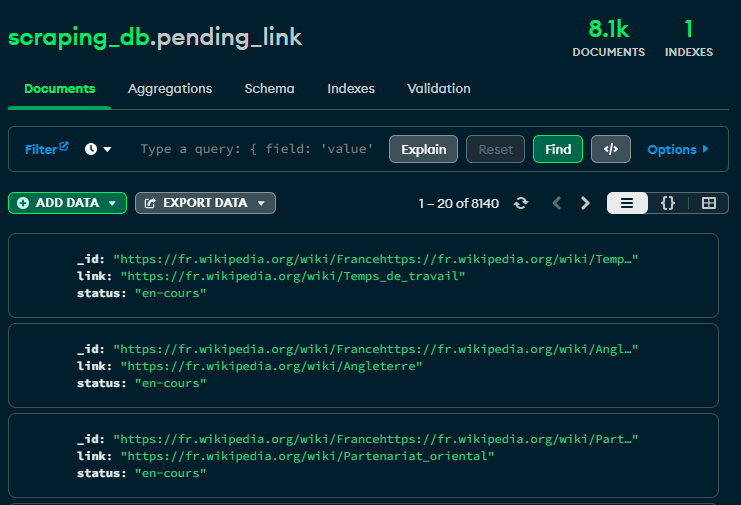 scraping_db.pending_link
8.1k
DOCUMENTS
1
INDEXES
Documents
Aggregations
Schema
Indexes
Validation
Filter
Type a query: { field: 'value'
Explain
Reset
Find
</>
Options
ADD DATA
EXPORT DATA
1 – 20 of 8140
{}
_id: "https://fr.wikipedia.org/wiki/Francehttps://fr.wikipedia.org/wiki/Temp…"
link: "https://fr.wikipedia.org/wiki/Temps_de_travail"
status: "en-cours"
_id: "https://fr.wikipedia.org/wiki/Francehttps://fr.wikipedia.org/wiki/Angl…"
link: "https://fr.wikipedia.org/wiki/Angleterre"
status: "en-cours"
_id: "https://fr.wikipedia.org/wiki/Francehttps://fr.wikipedia.org/wiki/Part…"
link: "https://fr.wikipedia.org/wiki/Partenariat_oriental"
status: "en-cours"